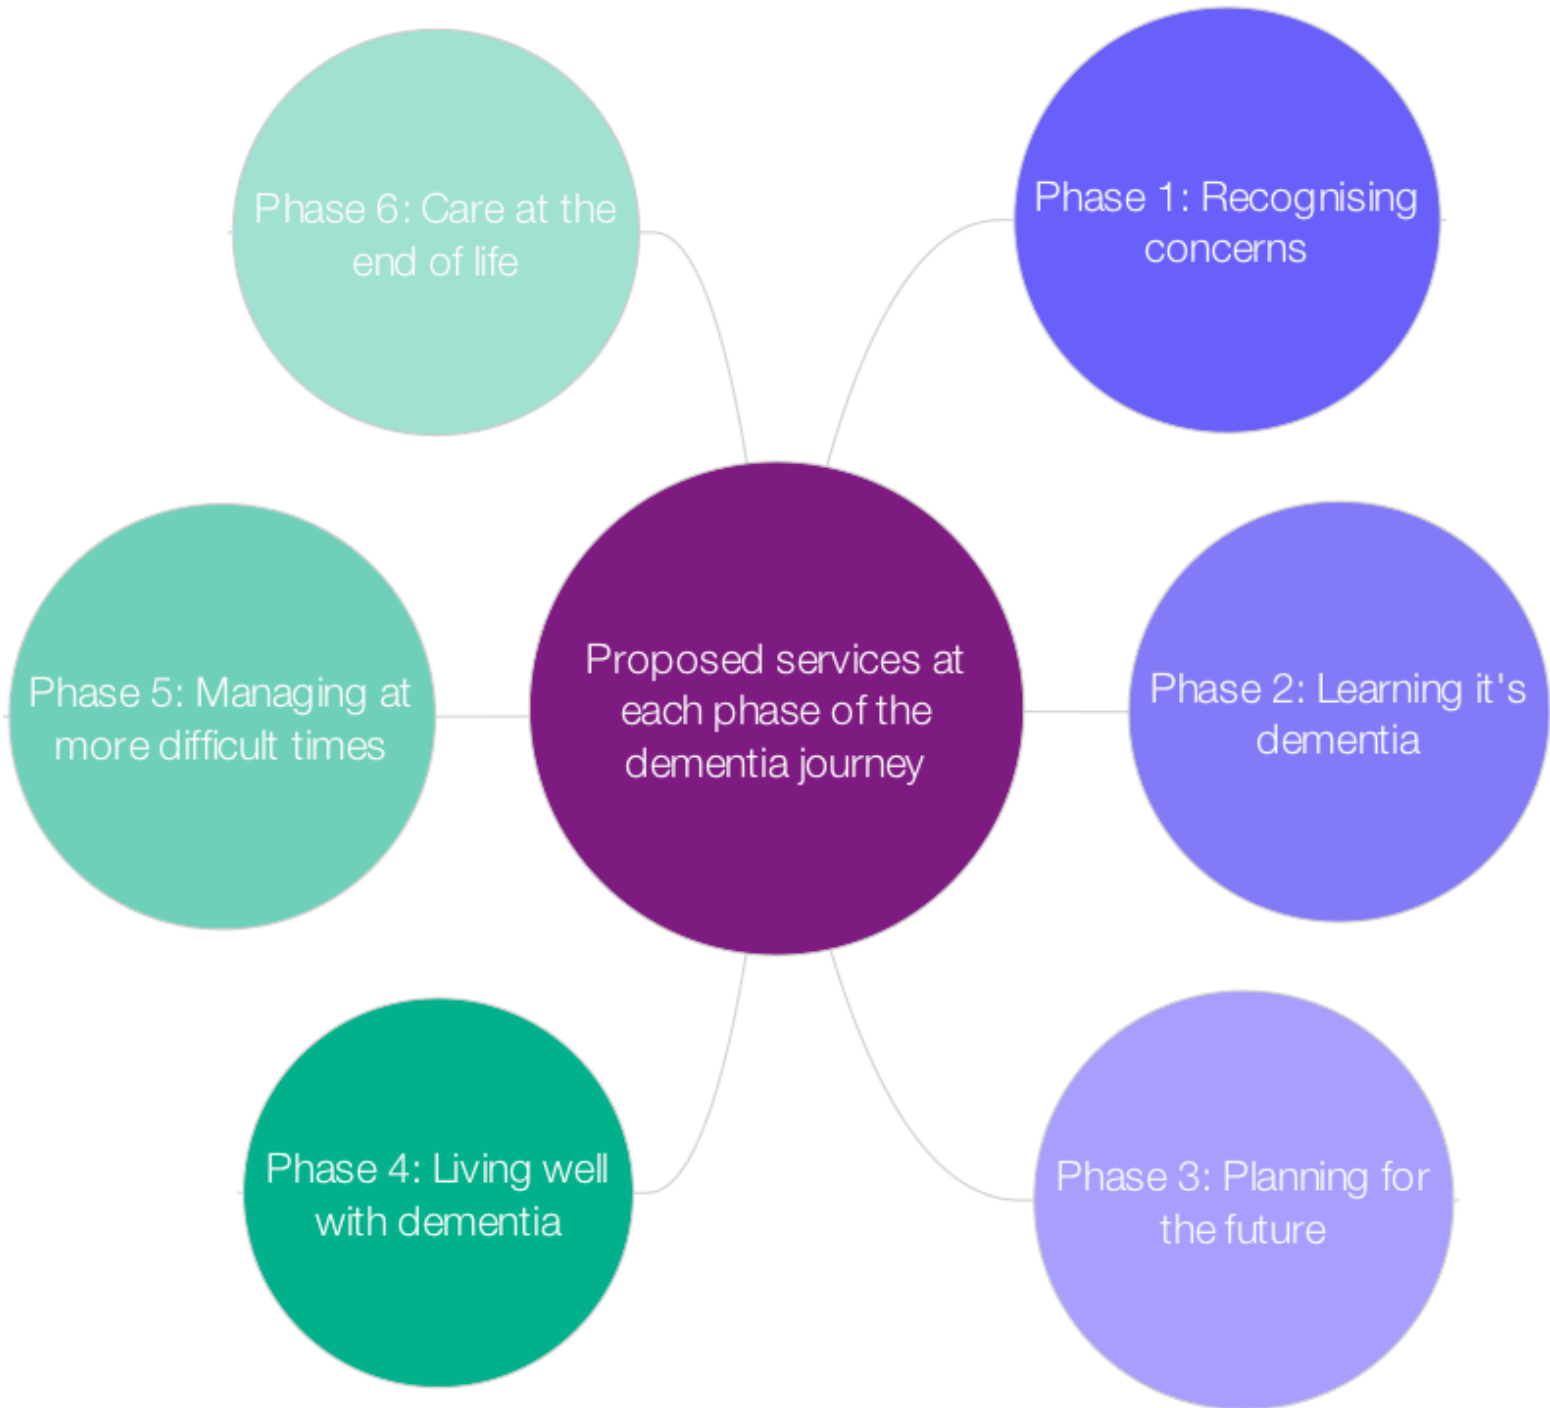 Proposed services at
each phase of the
dementia journey
Phase 1: Recognising
concerns
Phase 2: Learning it's
dementia
Phase 3: Planning for
the future
Phase 4: Living well
with dementia
Phase 5: Managing at
more difficult times
Phase 6: Care at the
end of life